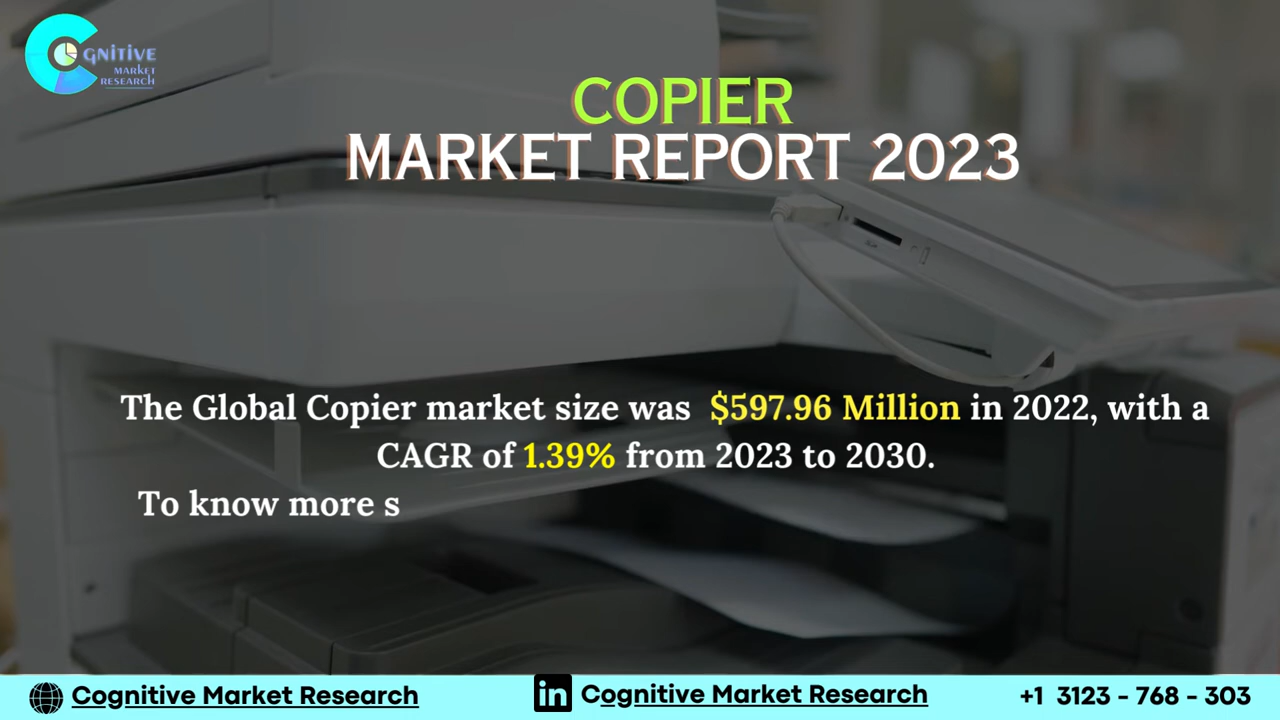 GNITIVE
MARKET
RESEARCH
COPIER
MARKET REPORT 2023
The Global Copier market size was $597.96 Million in 2022, with a
CAGR of 1.39% from 2023 to 2030.
To know more s
Cognitive Market Research
Cognitive Market Research
+1 3123 - 768 - 303